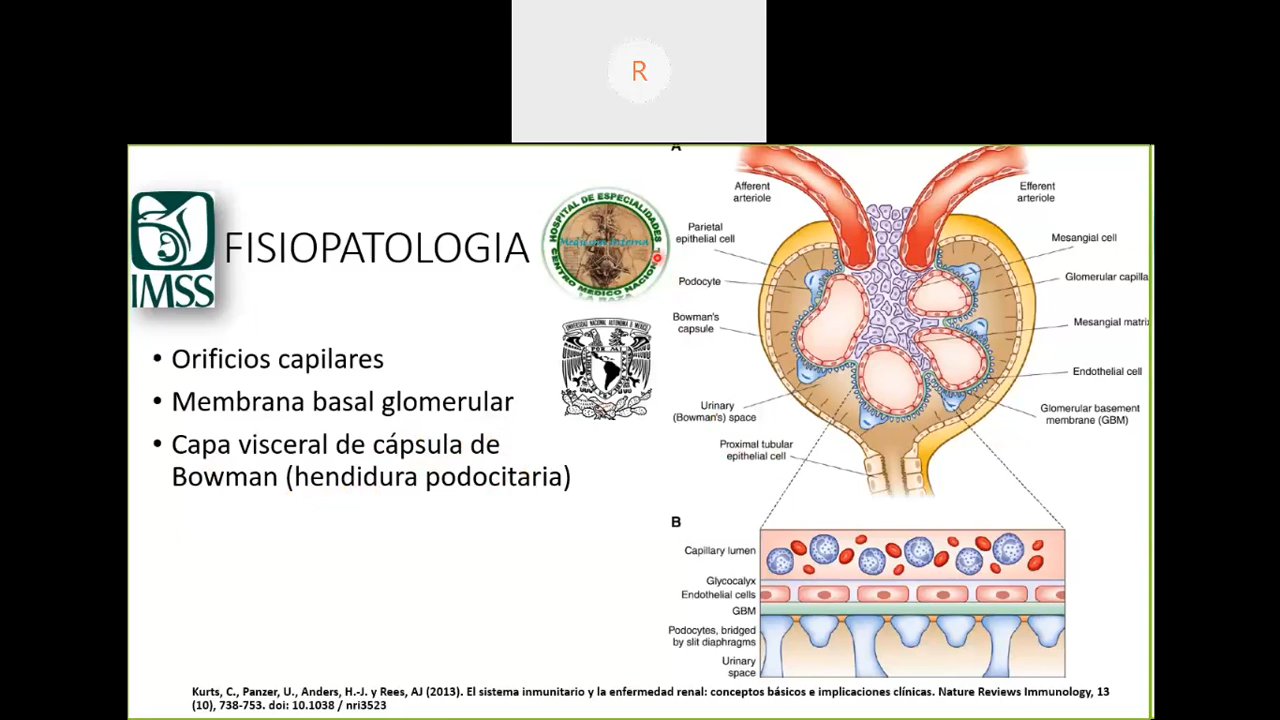 R
IMSS
FISIOPATOLOGIA
HOSPITAL DE ESPECIALIDADES
Medicina Interna
CENTRO MEDICO NACIONAL
LA RAZA
• Orificios capilares
• Membrana basal glomerular
• Capa visceral de cápsula de
Bowman (hendidura podocitaria)
A
Afferent
arteriole
Efferent
arteriole
Parietal
epithelial cell
Mesangial cell
Podocyte
Glomerular capilla
Bowman's
capsule
Mesangial matri
Endothelial cell
Urinary
(Bowman's) space
Glomerular basement
membrane (GBM)
Proximal tubular
epithelial cell
B
Capillary lumen
Glycocalyx
Endothelial cells
GBM
Podocytes, bridged
by slit diaphragms
Urinary
space
Kurts, C., Panzer, U., Anders, H.-J. y Rees, AJ (2013). El sistema inmunitario y la enfermedad renal: conceptos básicos e implicaciones clínicas. Nature Reviews Immunology, 13
(10), 738-753. doi: 10.1038 / nri3523